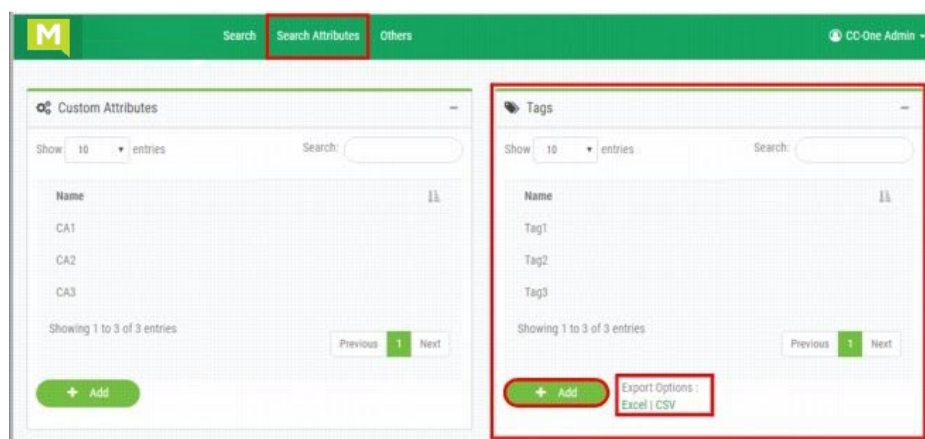 M
Search Search Attributes Others CC-One Admin
Custom Attributes
Show 10 entries Search:
Name
CA1
CA2
CA3
Showing 1 to 3 of 3 entries
Previous 1 Next
+ Add
Tags
Show 10 entries Search:
Name
Tag1
Tag2
Tag3
Showing 1 to 3 of 3 entries
Previous 1 Next
+ Add
Export Options :
Excel | CSV